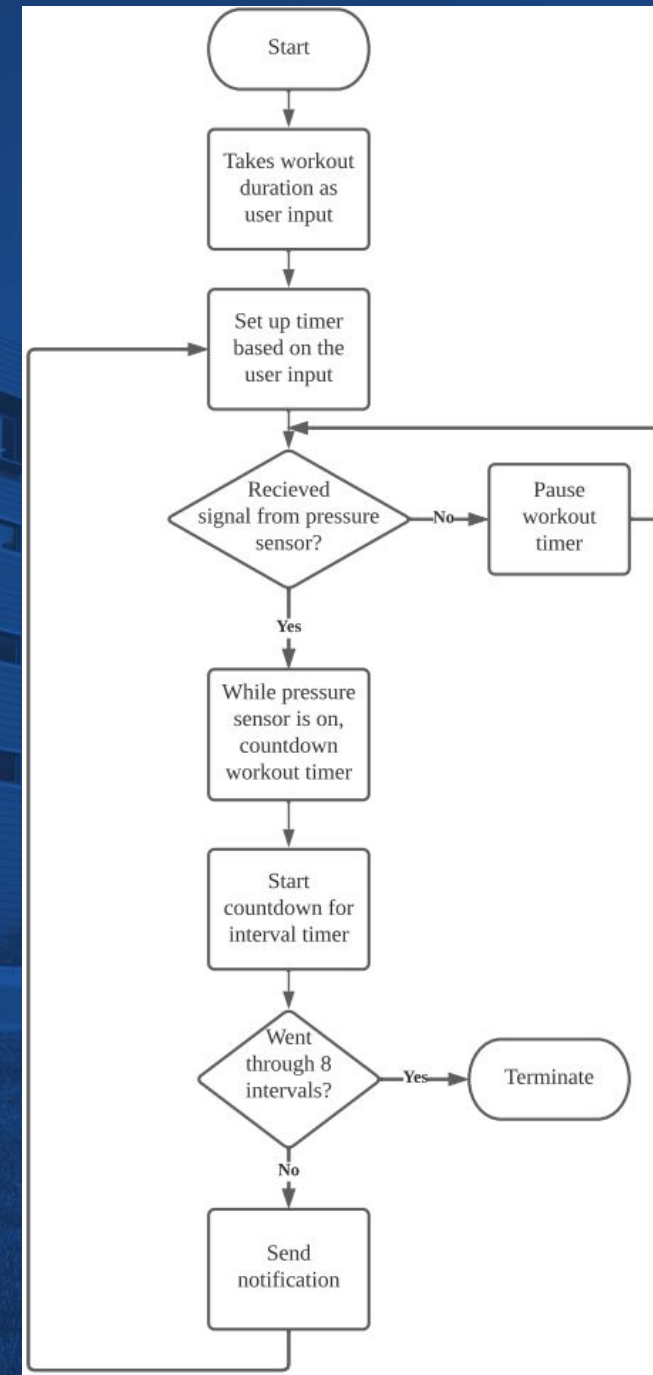 Start
Takes workout
duration as
user input
Set up timer
based on the
user input
Recieved
signal from pressure
sensor?
No
Pause
workout
timer
Yes
While pressure
sensor is on,
countdown
workout timer
Start
countdown for
interval timer
Went
through 8
intervals?
Yes
Terminate
No
Send
notification